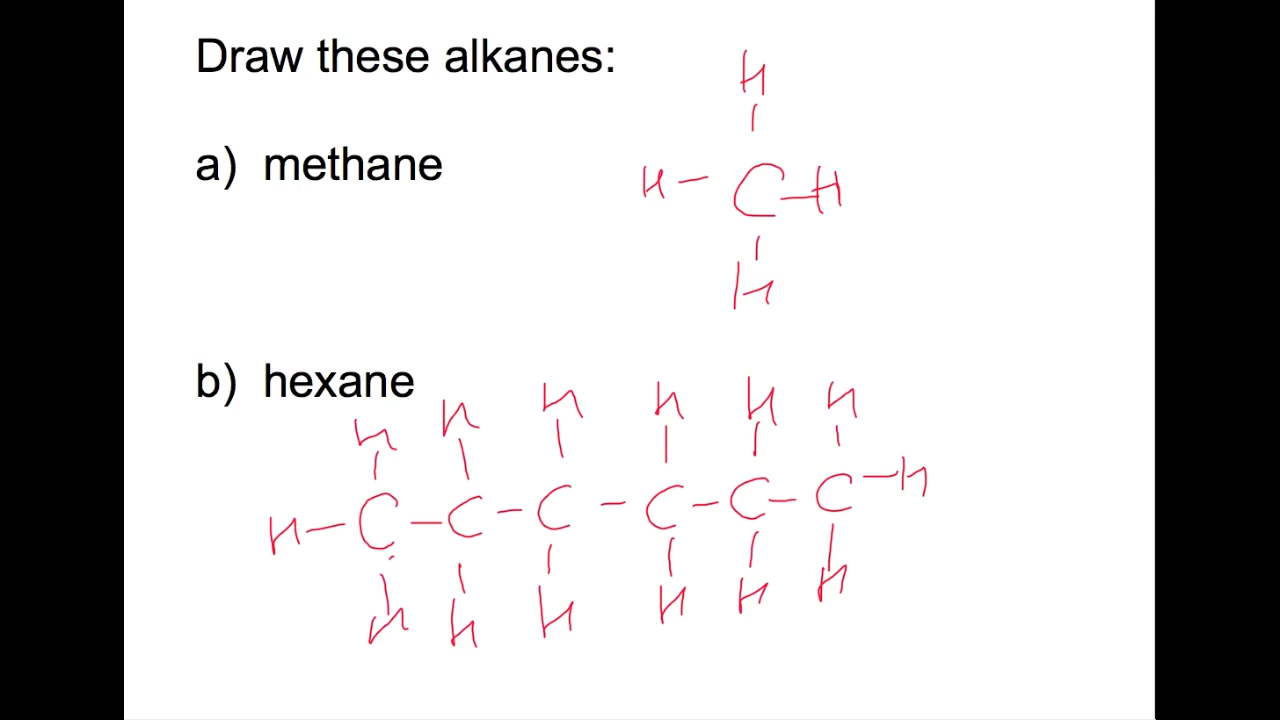 Draw these alkanes:
H
a) methane
H – C – H
H
b) hexane
H H H H H H
H – C – C – C – C – C – C – H
H H H H H H